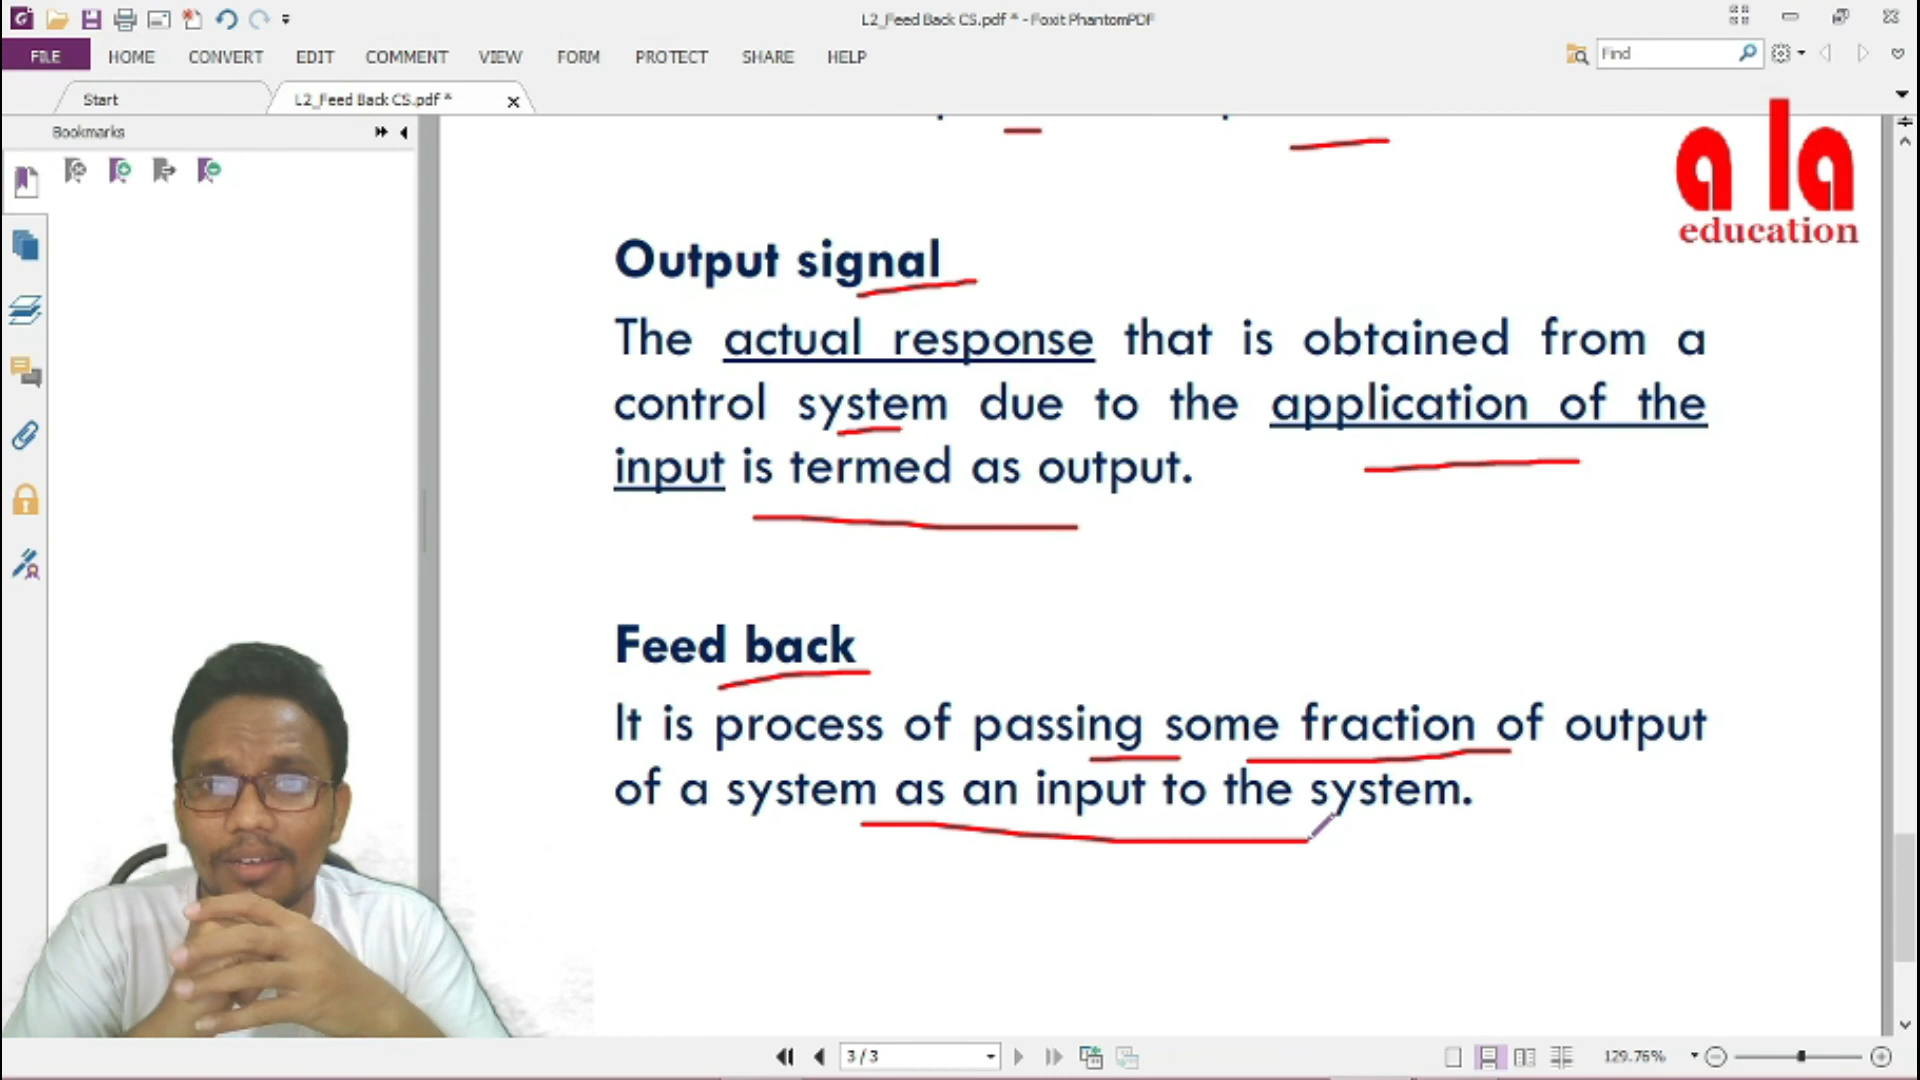 L2_Feed Back CS.pdf * - Foxit PhantomPDF
FILE HOME CONVERT EDIT COMMENT VIEW FORM PROTECT SHARE HELP
Find
Start
L2_Feed Back CS.pdf *
Bookmarks
a la
education
Output signal
The actual response that is obtained from a
control system due to the application of the
input is termed as output.
Feed back
It is process of passing some fraction of output
of a system as an input to the system.
3 / 3
129.76%